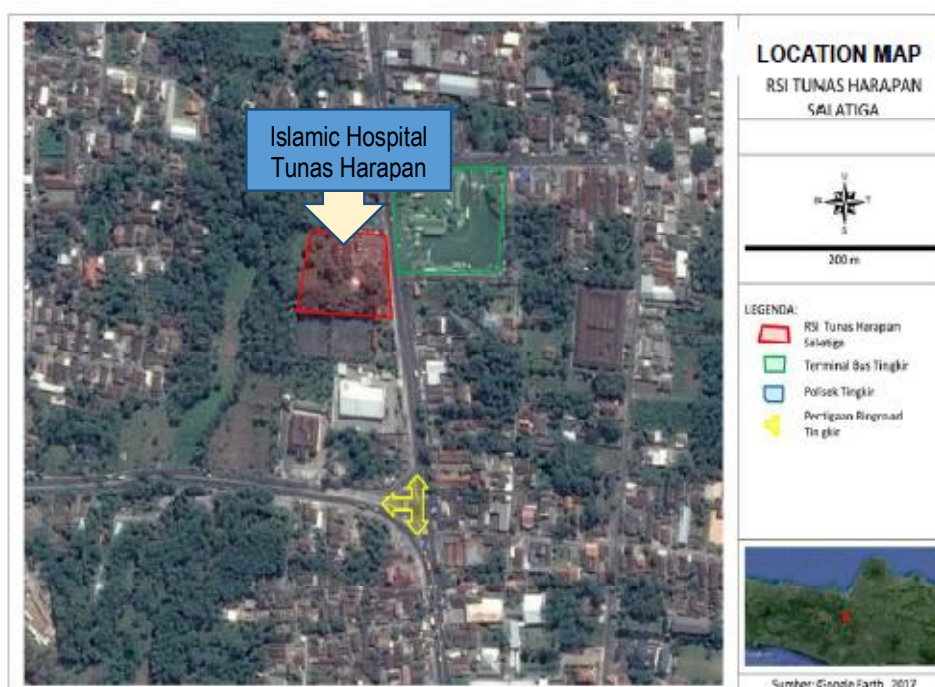 Islamic Hospital
Tunas Harapan
LOCATION MAP
RSI TUNAS HARAPAN
SALATIGA
U
B
T
S
200 m
LEGENDA:
RSI Tunas Harapan
Salatiga
Terminal Bus Tingkir
Polisek Tingkir
Pertigaan Ringroad
Tingkir
Sumber: Google Earth, 2017